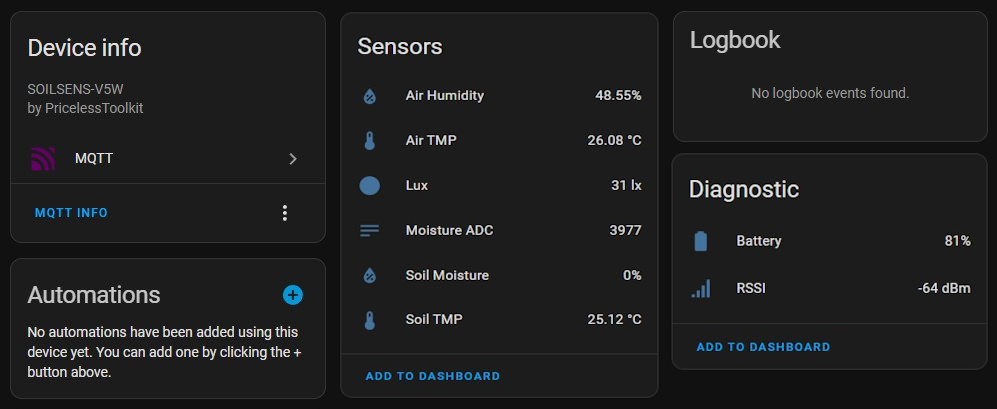 Device info
SOILSENS-V5W
by PricelessToolkit
MQTT
MQTT INFO
Automations
No automations have been added using this
device yet. You can add one by clicking the +
button above.
Sensors
Air Humidity 48.55%
Air TMP 26.08 °C
Lux 31 lx
Moisture ADC 3977
Soil Moisture 0%
Soil TMP 25.12 °C
ADD TO DASHBOARD
Logbook
No logbook events found.
Diagnostic
Battery 81%
RSSI -64 dBm
ADD TO DASHBOARD